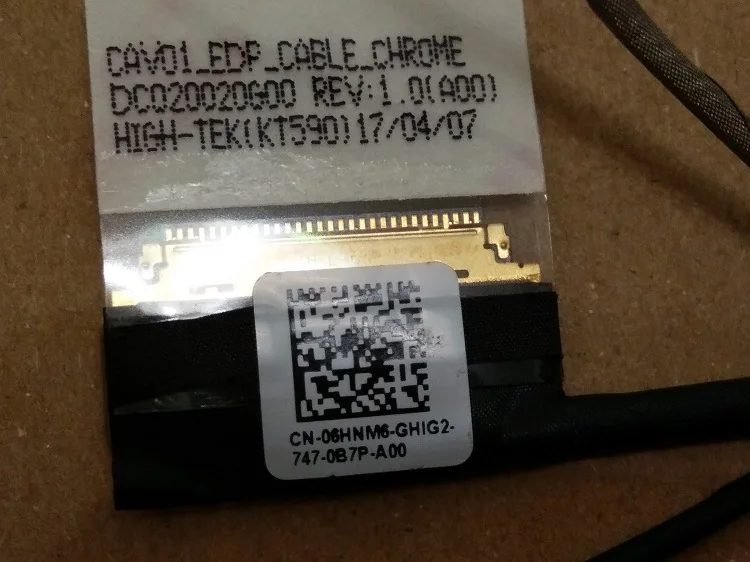 CAV01_EDP_CABLE_CHROME
DC02002OG00 REV:1.0(A00)
HIGH-TEK(KT590)17/04/07
CN-06HNM6-GHIG2-
747-0B7P-A00